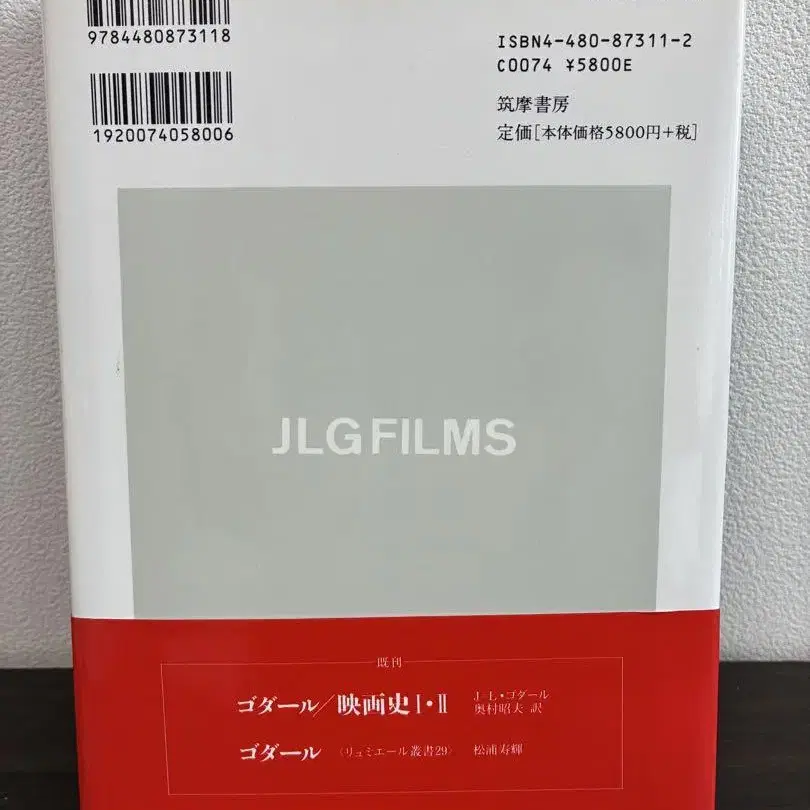 9784480873118
ISBN4-480-87311-2
C0074 ¥5800E
1920074058006
筑摩書房
定価[本体価格5800円+税]
JLG FILMS
既刊
ゴダール/映画史 I・II
J=L・ゴダール
奥村昭夫 訳
ゴダール 〈リュミエール叢書29〉 松浦寿輝